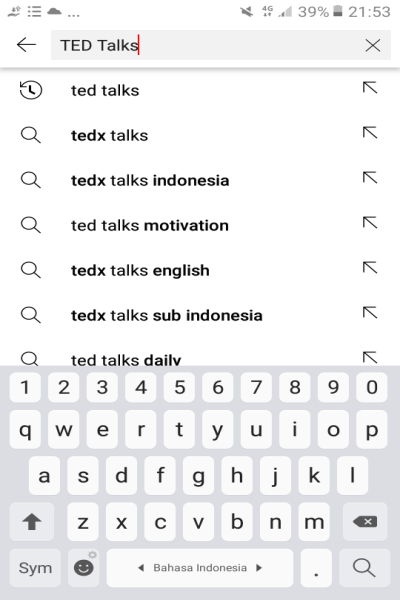 ... 4G 39% 21:53
TED Talks
ted talks
tedx talks
tedx talks indonesia
ted talks motivation
tedx talks english
tedx talks sub indonesia
ted talks daily
1 2 3 4 5 6 7 8 9 0
q w e r t y u i o p
a s d f g h j k l
z x c v b n m
Sym Bahasa Indonesia .